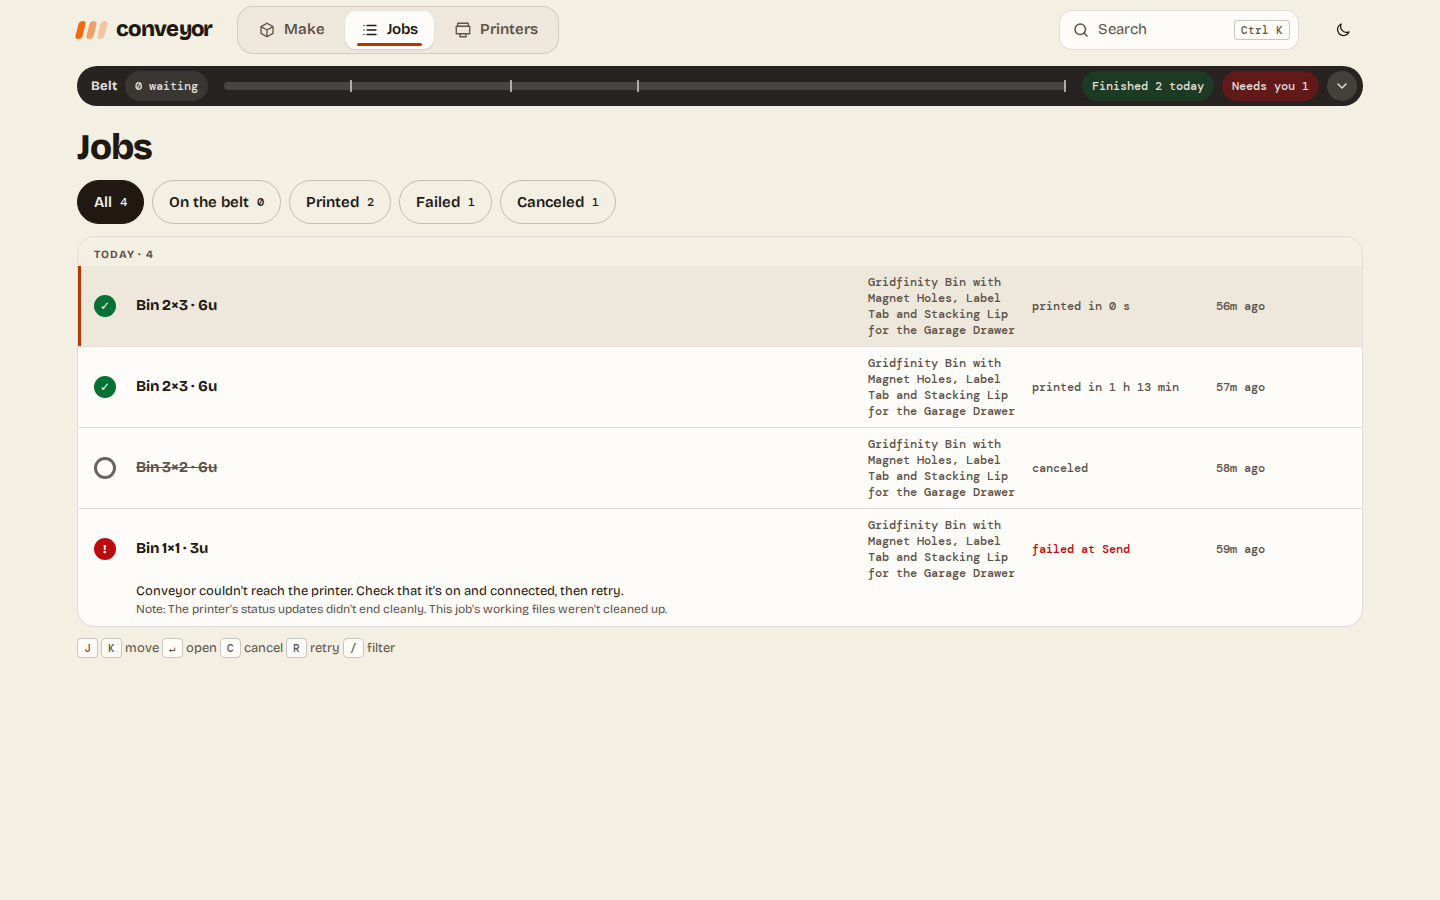 conveyor
Make
Jobs
Printers
Search
Ctrl K
Belt
0 waiting
Finished 2 today
Needs you 1
Jobs
All 4
On the belt 0
Printed 2
Failed 1
Canceled 1
TODAY · 4
✓
Bin 2×3 · 6u
Gridfinity Bin with
Magnet Holes, Label
Tab and Stacking Lip
for the Garage Drawer
printed in 0 s
56m ago
✓
Bin 2×3 · 6u
Gridfinity Bin with
Magnet Holes, Label
Tab and Stacking Lip
for the Garage Drawer
printed in 1 h 13 min
57m ago
Bin 3×2 · 6u
Gridfinity Bin with
Magnet Holes, Label
Tab and Stacking Lip
for the Garage Drawer
canceled
58m ago
!
Bin 1×1 · 3u
Gridfinity Bin with
Magnet Holes, Label
Tab and Stacking Lip
for the Garage Drawer
failed at Send
59m ago
Conveyor couldn't reach the printer. Check that it's on and connected, then retry.
Note: The printer's status updates didn't end cleanly. This job's working files weren't cleaned up.
J K move ↵ open C cancel R retry / filter